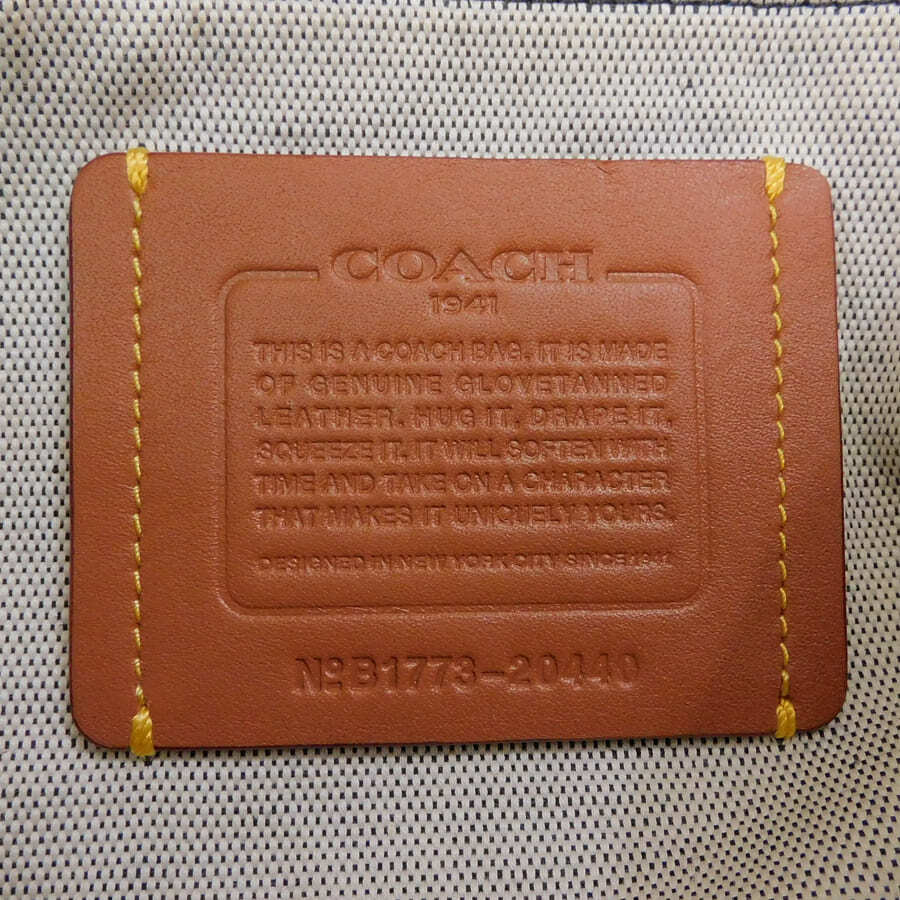 COACH
1941
THIS IS A COACH BAG. IT IS MADE
OF GENUINE GLOVETANNED
LEATHER. HUG IT, DRAPE IT,
SQUEEZE IT. IT WILL SOFTEN WITH
TIME AND TAKE ON A CHARACTER
THAT MAKES IT UNIQUELY YOURS.
DESIGNED IN NEW YORK CITY SINCE 1941
Nº B1773-20440